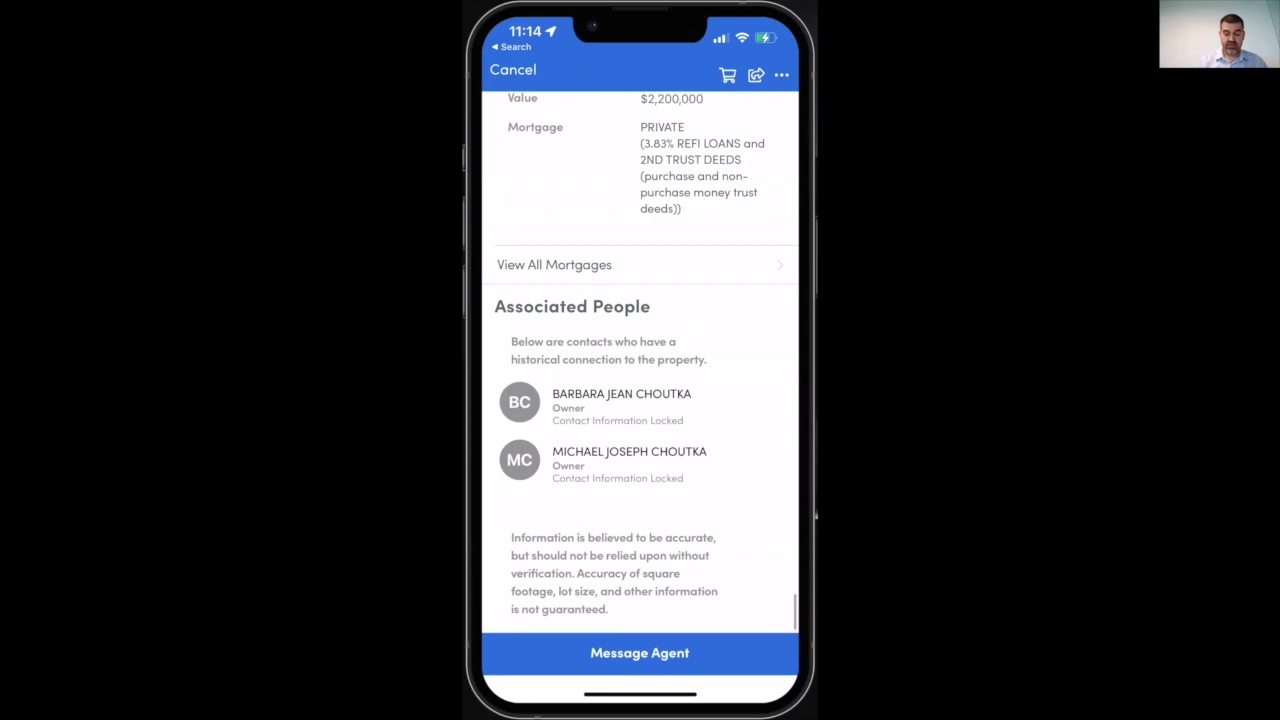 11:14
Search
Cancel
Value
$2,200,000
Mortgage
PRIVATE
(3.83% REFI LOANS and
2ND TRUST DEEDS
(purchase and non-
purchase money trust
deeds))
View All Mortgages
Associated People
Below are contacts who have a
historical connection to the property.
BC
BARBARA JEAN CHOUTKA
Owner
Contact Information Locked
MC
MICHAEL JOSEPH CHOUTKA
Owner
Contact Information Locked
Information is believed to be accurate,
but should not be relied upon without
verification. Accuracy of square
footage, lot size, and other information
is not guaranteed.
Message Agent